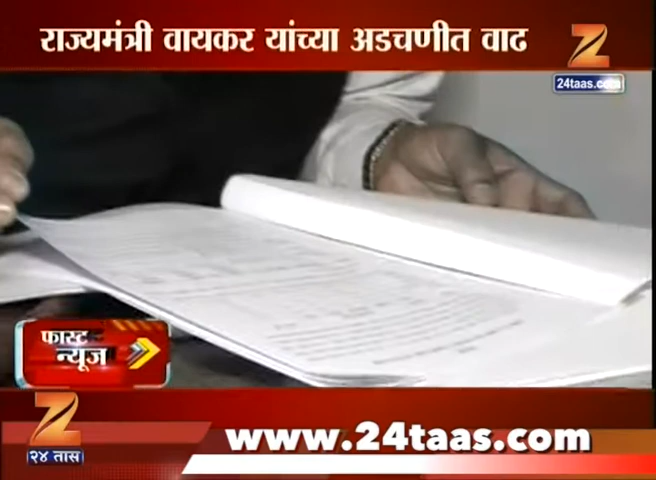 राज्यमंत्री वायकर यांच्या अडचणीत वाढ
24taas.com
फास्ट
न्यूज
२४ तास
www.24taas.com